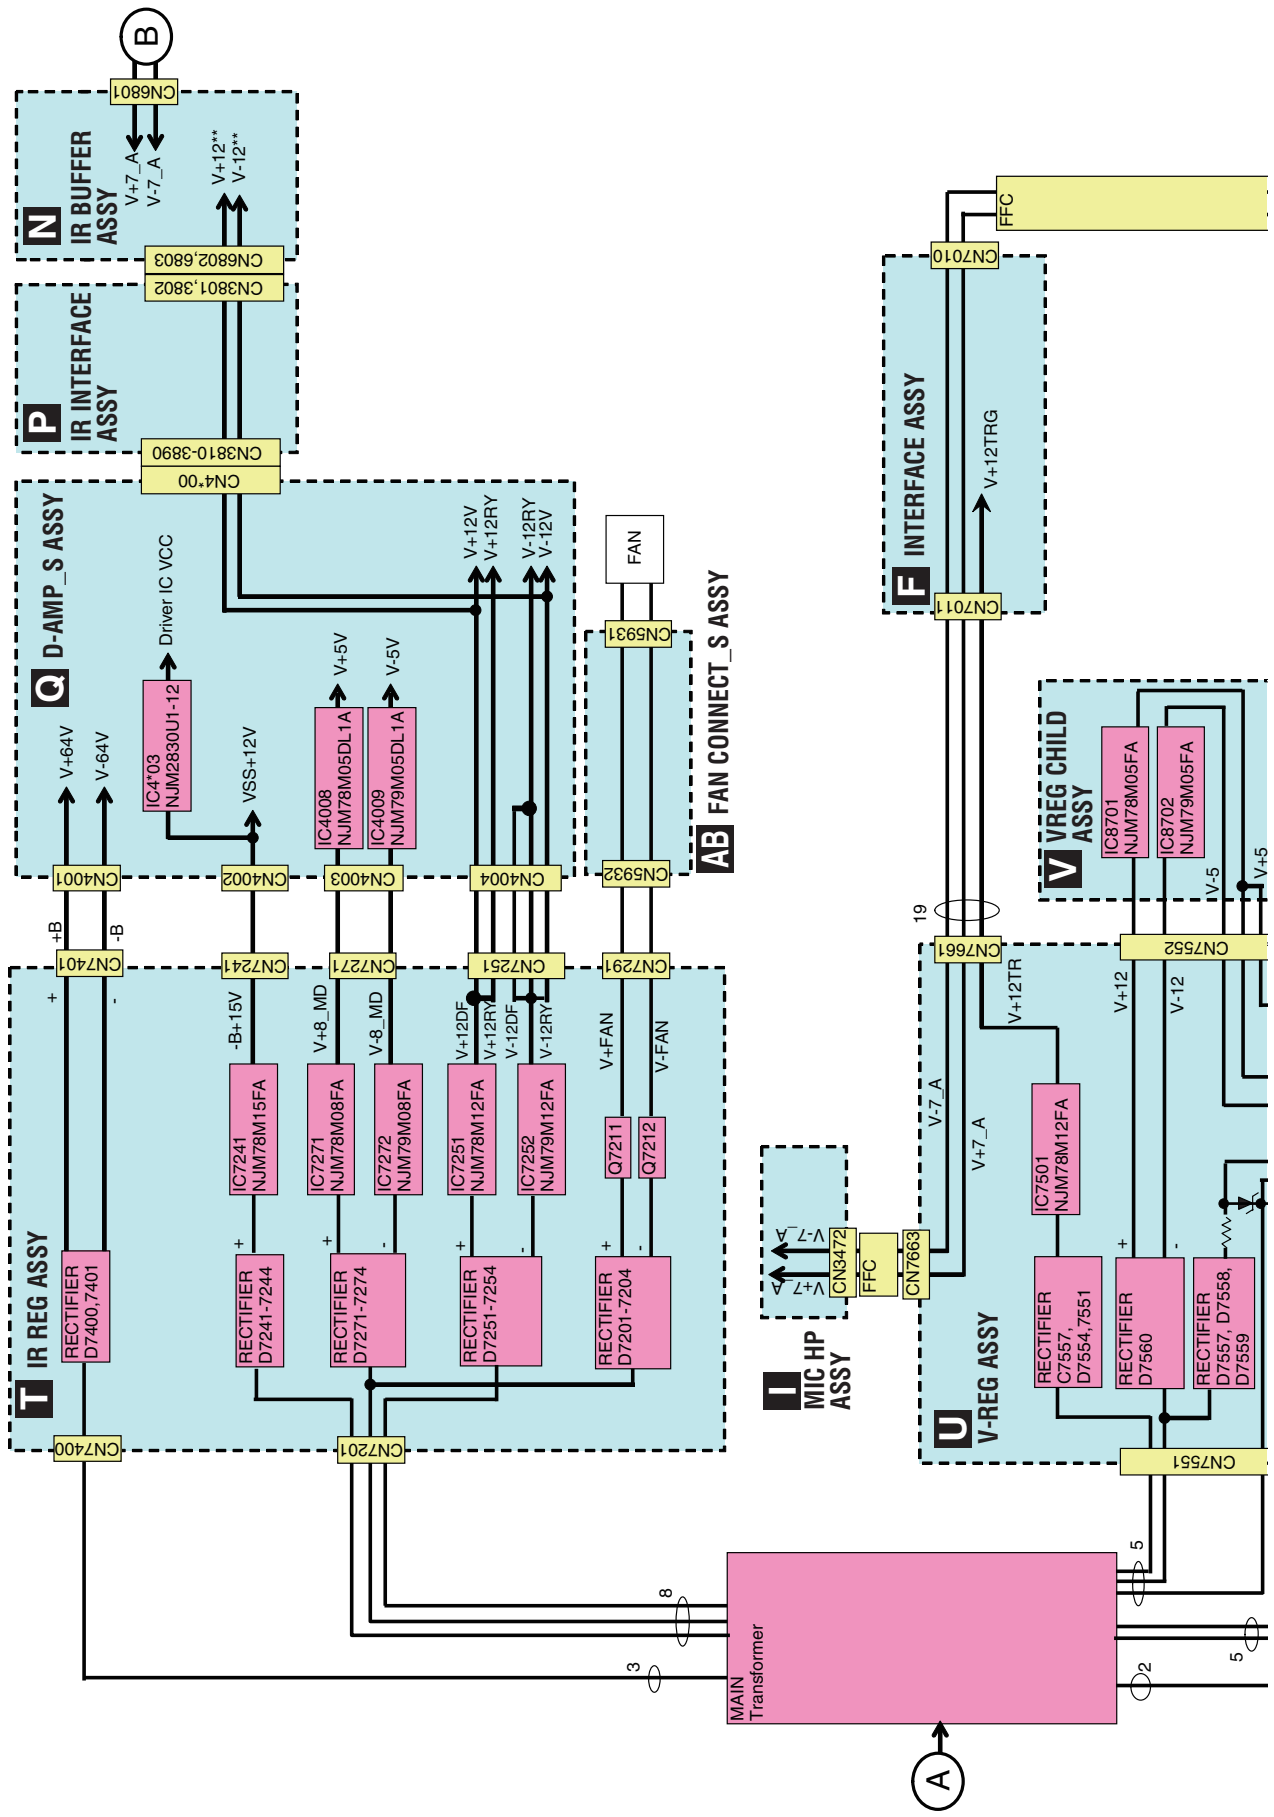 B
N
IR BUFFER
ASSY
CN6801
V+7_A
V-7_A
V+12**
V-12**
CN6802,6803
P
IR INTERFACE
ASSY
CN3801,3802
CN3810-3890
Q D-AMP_S ASSY
CN4*00
V+64V
V-64V
IC4*03
NJM2830U1-12
Driver IC VCC
VSS+12V
IC4008
NJM78M05DL1A
V+5V
IC4009
NJM79M05DL1A
V-5V
V+12V
V+12RY
V-12RY
V-12V
CN4001
CN4002
CN4003
CN4004
AB FAN CONNECT_S ASSY
CN5931
CN5932
FAN
T IR REG ASSY
+B
-B
CN7401
CN7241
CN7271
CN7251
CN7291
+
-
-B+15V
V+8_MD
V-8_MD
V+12DF
V+12RY
V-12DF
V-12RY
V+FAN
V-FAN
IC7241
NJM78M15FA
IC7271
NJM78M08FA
IC7272
NJM79M08FA
IC7251
NJM78M12FA
IC7252
NJM79M12FA
Q7211
Q7212
+
+
-
+
-
+
-
RECTIFIER
D7400,7401
RECTIFIER
D7241-7244
RECTIFIER
D7271-7274
RECTIFIER
D7251-7254
RECTIFIER
D7201-7204
CN7400
CN7201
3
8
MAIN
Transformer
A
5
5
2
I
MIC HP
ASSY
V+7_A
V-7_A
CN3472
FFC
CN7663
F INTERFACE ASSY
FFC
CN7010
CN7011
V+12TRG
19
U
V-REG ASSY
CN7661
V+12TR
V-7_A
V+7_A
IC7501
NJM78M12FA
RECTIFIER
C7557,
D7554,7551
RECTIFIER
D7560
RECTIFIER
D7557, D7558,
D7559
+
-
V+12
V-12
CN7551
CN7552
V VREG CHILD
ASSY
IC8701
NJM78M05FA
IC8702
NJM79M05FA
V-5
V+5